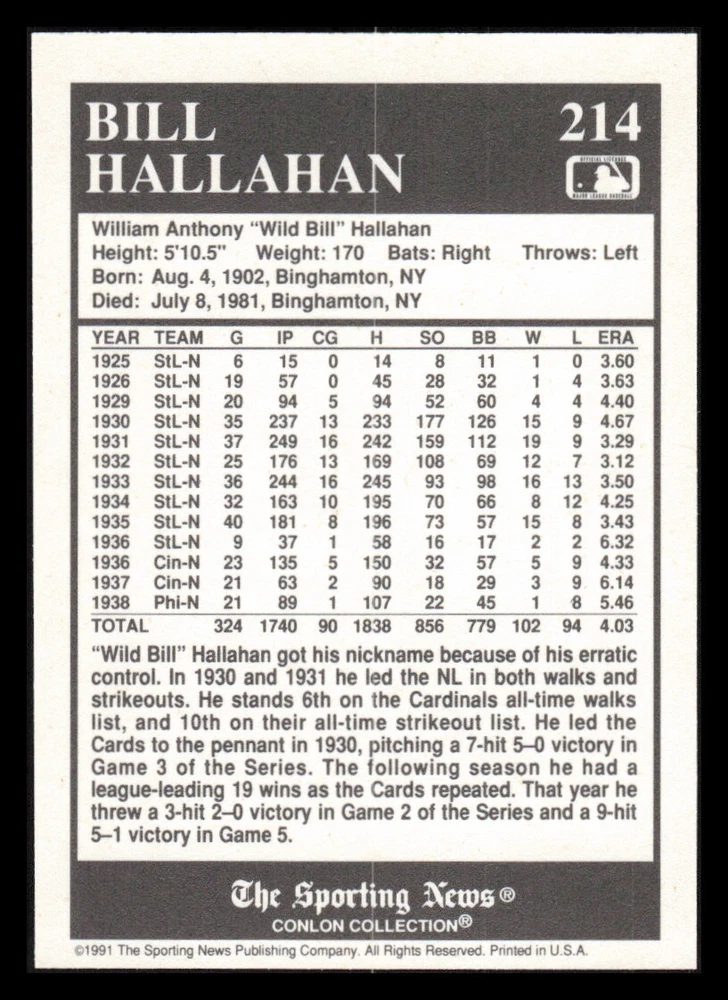 BILL 214
HALLAHAN
OFFICIAL LICENSEE
MAJOR LEAGUE BASEBALL
William Anthony “Wild Bill” Hallahan
Height: 5'10.5" Weight: 170 Bats: Right Throws: Left
Born: Aug. 4, 1902, Binghamton, NY
Died: July 8, 1981, Binghamton, NY
YEAR TEAM G IP CG H SO BB W L ERA
1925 StL-N 6 15 0 14 8 11 1 0 3.60
1926 StL-N 19 57 0 45 28 32 1 4 3.63
1929 StL-N 20 94 5 94 52 60 4 4 4.40
1930 StL-N 35 237 13 233 177 126 15 9 4.67
1931 StL-N 37 249 16 242 159 112 19 9 3.29
1932 StL-N 25 176 13 169 108 69 12 7 3.12
1933 StL-N 36 244 16 245 93 98 16 13 3.50
1934 StL-N 32 163 10 195 70 66 8 12 4.25
1935 StL-N 40 181 8 196 73 57 15 8 3.43
1936 StL-N 9 37 1 58 16 17 2 2 6.32
1936 Cin-N 23 135 5 150 32 57 5 9 4.33
1937 Cin-N 21 63 2 90 18 29 3 9 6.14
1938 Phi-N 21 89 1 107 22 45 1 8 5.46
TOTAL 324 1740 90 1838 856 779 102 94 4.03
“Wild Bill” Hallahan got his nickname because of his erratic
control. In 1930 and 1931 he led the NL in both walks and
strikeouts. He stands 6th on the Cardinals all-time walks
list, and 10th on their all-time strikeout list. He led the
Cards to the pennant in 1930, pitching a 7-hit 5–0 victory in
Game 3 of the Series. The following season he had a
league-leading 19 wins as the Cards repeated. That year he
threw a 3-hit 2–0 victory in Game 2 of the Series and a 9-hit
5–1 victory in Game 5.
The Sporting News®
CONLON COLLECTION®
©1991 The Sporting News Publishing Company. All Rights Reserved. Printed in U.S.A.